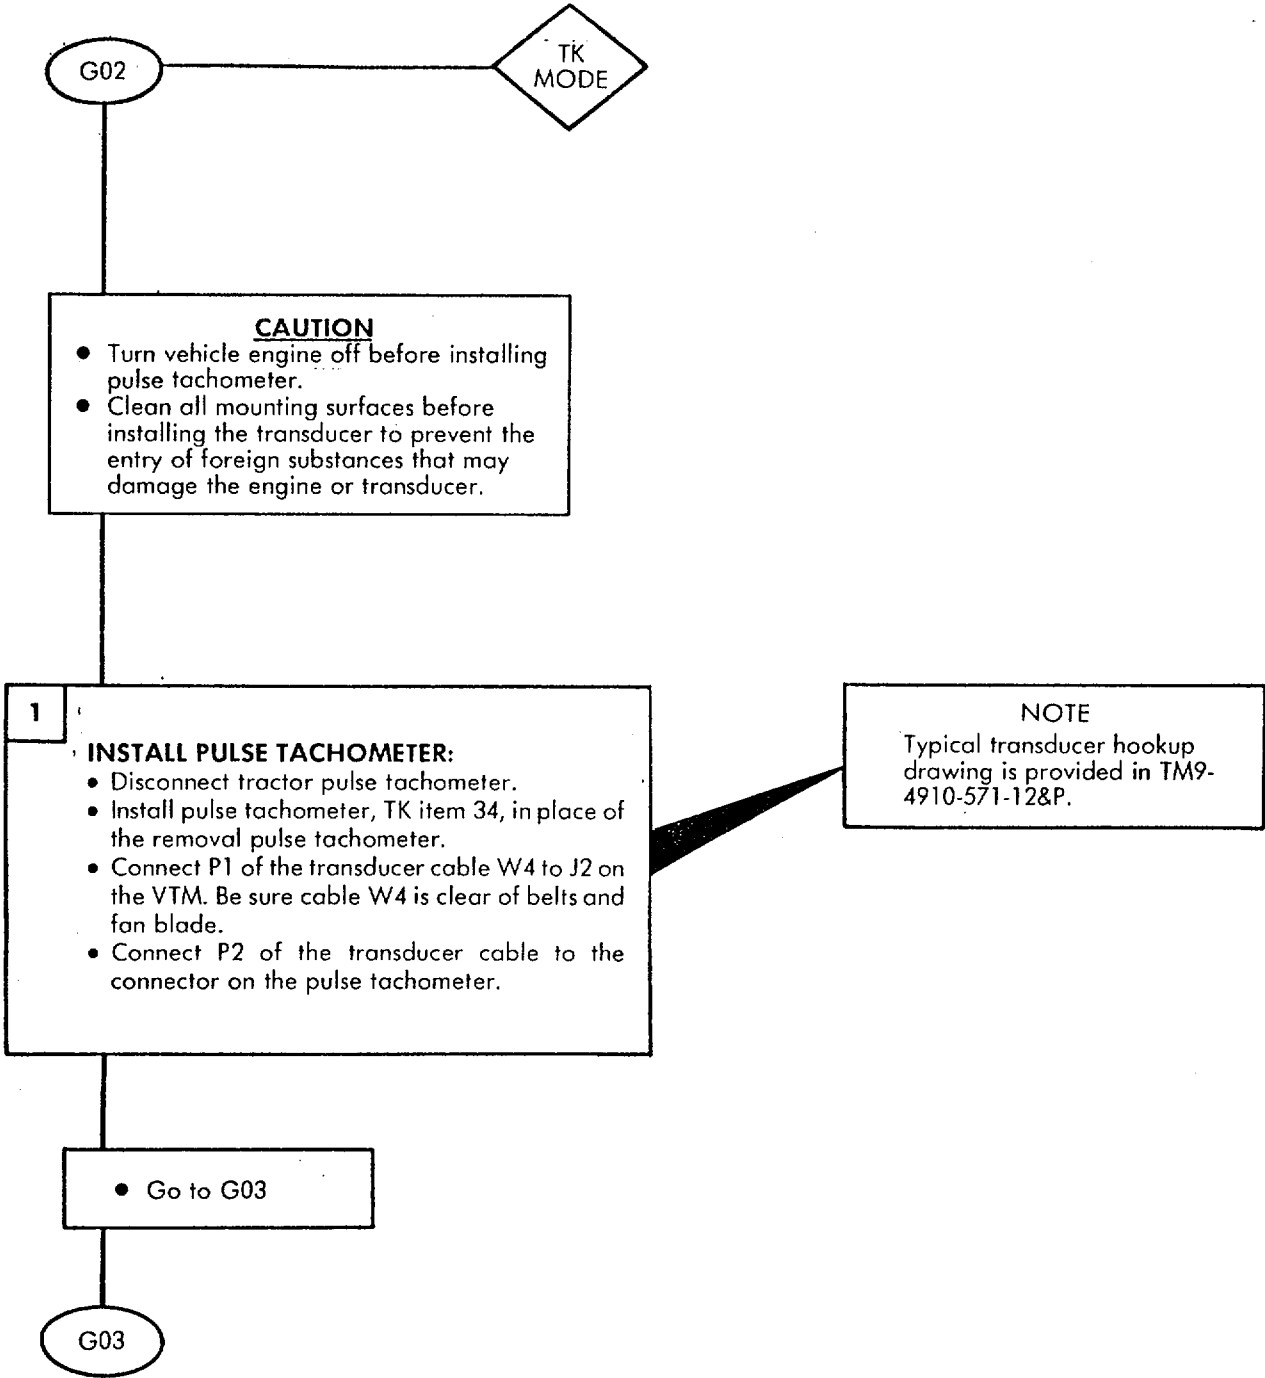 G02
TK
MODE
CAUTION
● Turn vehicle engine off before installing
pulse tachometer.
● Clean all mounting surfaces before
installing the transducer to prevent the
entry of foreign substances that may
damage the engine or transducer.
1
INSTALL PULSE TACHOMETER:
● Disconnect tractor pulse tachometer.
● Install pulse tachometer, TK item 34, in place of
the removal pulse tachometer.
● Connect P1 of the transducer cable W4 to J2 on
the VTM. Be sure cable W4 is clear of belts and
fan blade.
● Connect P2 of the transducer cable to the
connector on the pulse tachometer.
NOTE
Typical transducer hookup
drawing is provided in TM9-
4910-571-12&P.
● Go to G03
G03